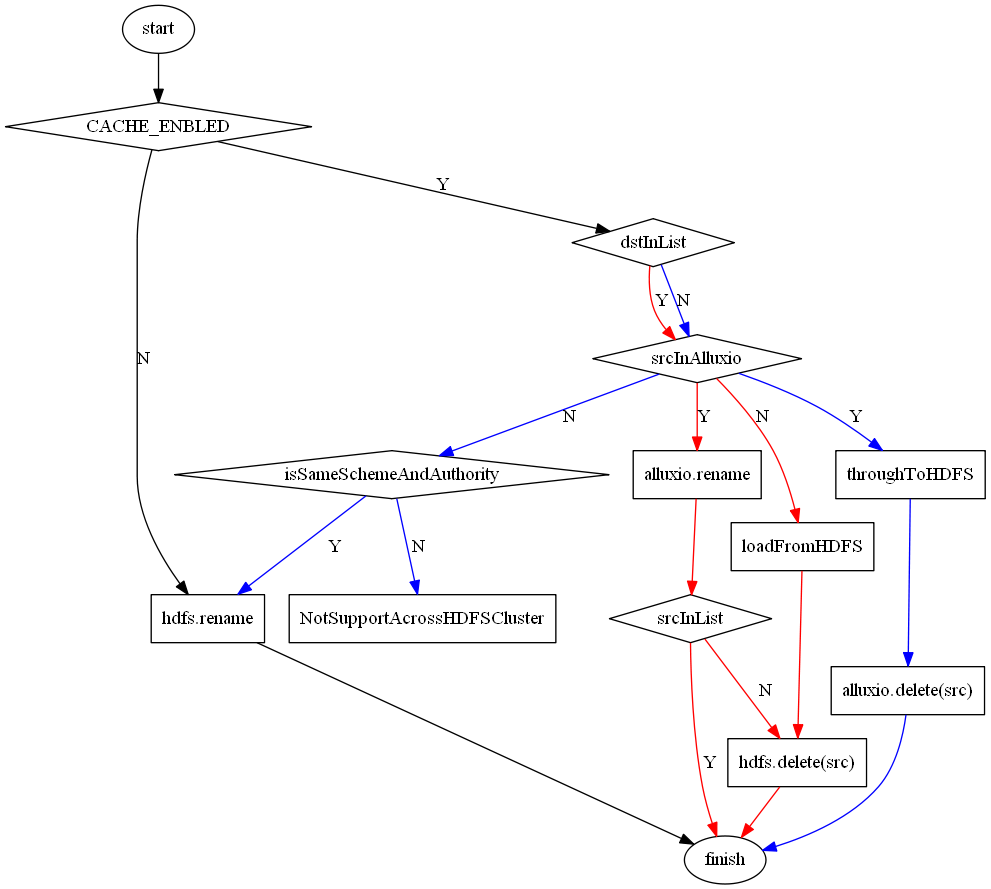 start
CACHE_ENBLED
Y
dstInList
Y
N
N
srcInAlluxio
N
Y
N
Y
isSameSchemeAndAuthority
alluxio.rename
throughToHDFS
Y
N
loadFromHDFS
hdfs.rename
NotSupportAcrossHDFSCluster
srcInList
N
alluxio.delete(src)
Y
hdfs.delete(src)
finish